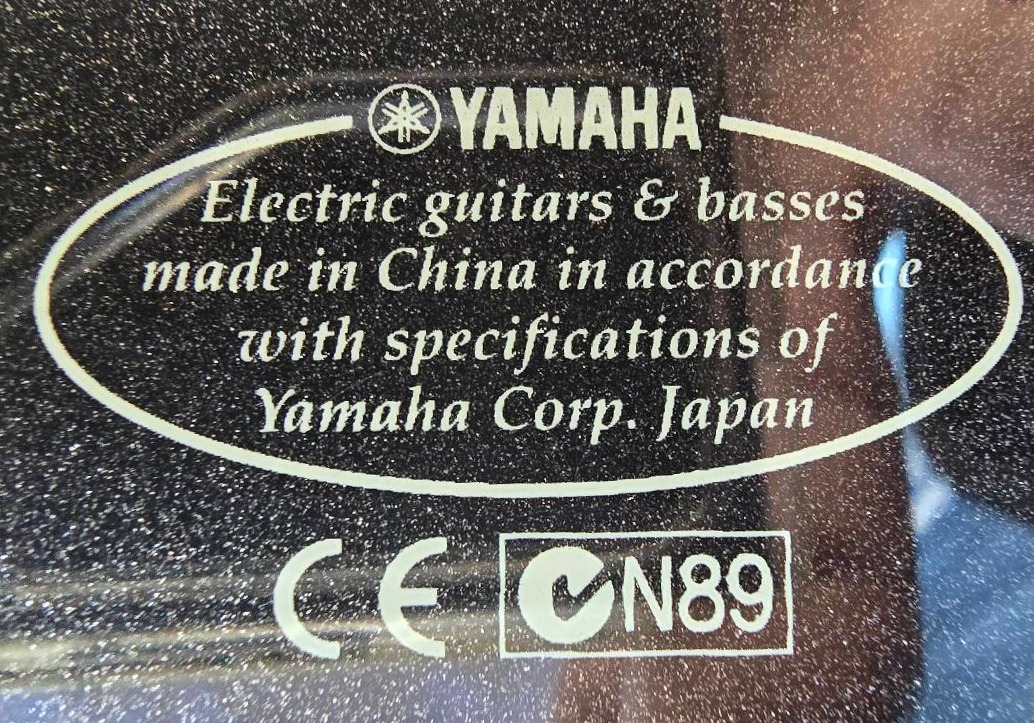 YAMAHA
Electric guitars & basses
made in China in accordance
with specifications of
Yamaha Corp. Japan
CE N89